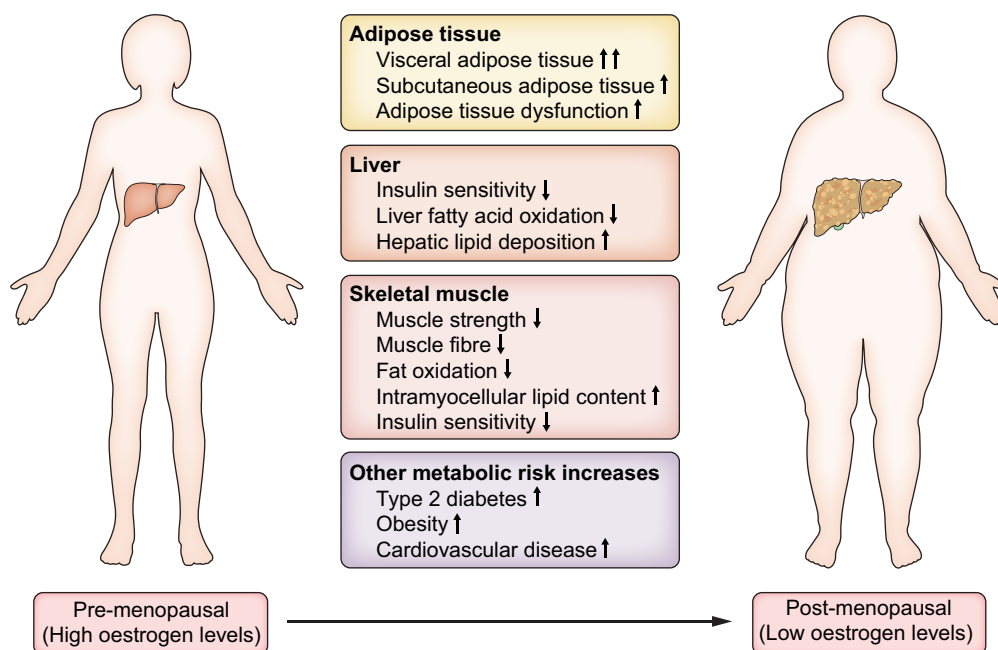 Adipose tissue
Visceral adipose tissue ↑↑
Subcutaneous adipose tissue ↑
Adipose tissue dysfunction ↑
Liver
Insulin sensitivity ↓
Liver fatty acid oxidation ↓
Hepatic lipid deposition ↑
Skeletal muscle
Muscle strength ↓
Muscle fibre ↓
Fat oxidation ↓
Intramyocellular lipid content ↑
Insulin sensitivity ↓
Other metabolic risk increases
Type 2 diabetes ↑
Obesity ↑
Cardiovascular disease ↑
Pre-menopausal
(High oestrogen levels)
Post-menopausal
(Low oestrogen levels)